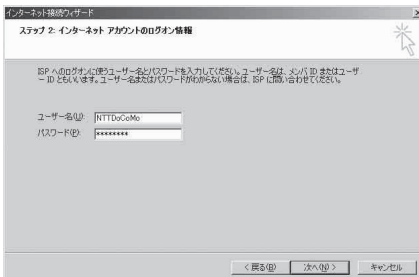 インターネット接続ウィザード
ステップ 2: インターネット アカウントのログオン情報
ISP へのログオンに使うユーザー名とパスワードを入力してください。ユーザー名は、メンバ ID またはユーザ
ー ID ともいいます。ユーザー名またはパスワードがわからない場合は、ISP に問い合わせてください。
ユーザー名(U): NTTDoCoMo
パスワード(P): ********
< 戻る(B) 次へ(N) > キャンセル